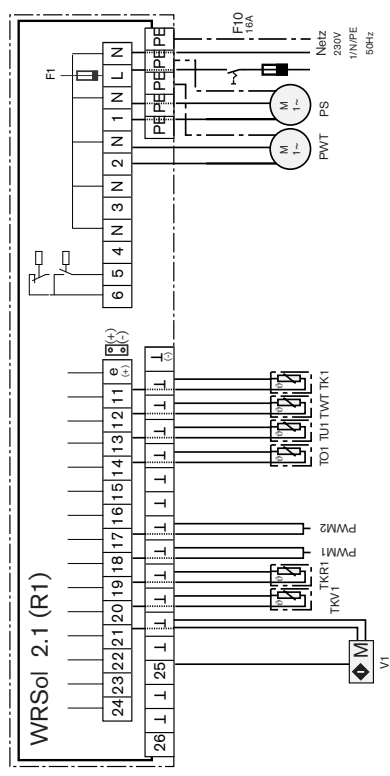 WRSol 2.1 (R1)
F1
N
L
N
1
N
2
N
3
N
4
5
6
PE
PE
PE
PE
PE
PE
F10
16A
Netz
230V
1/N/PE
50Hz
M
1~
PS
M
1~
PWT
(+)
(-)
e
(+)
11
12
13
14
15
16
17
18
19
20
21
22
23
24
⊥
(-)
⊥
⊥
⊥
⊥
⊥
⊥
⊥
⊥
⊥
⊥
⊥
25
⊥
26
ϑ
TK1
ϑ
TWT
ϑ
TU1
ϑ
TO1
PWM2
PWM1
ϑ
TKR1
ϑ
TKV1
M
V1